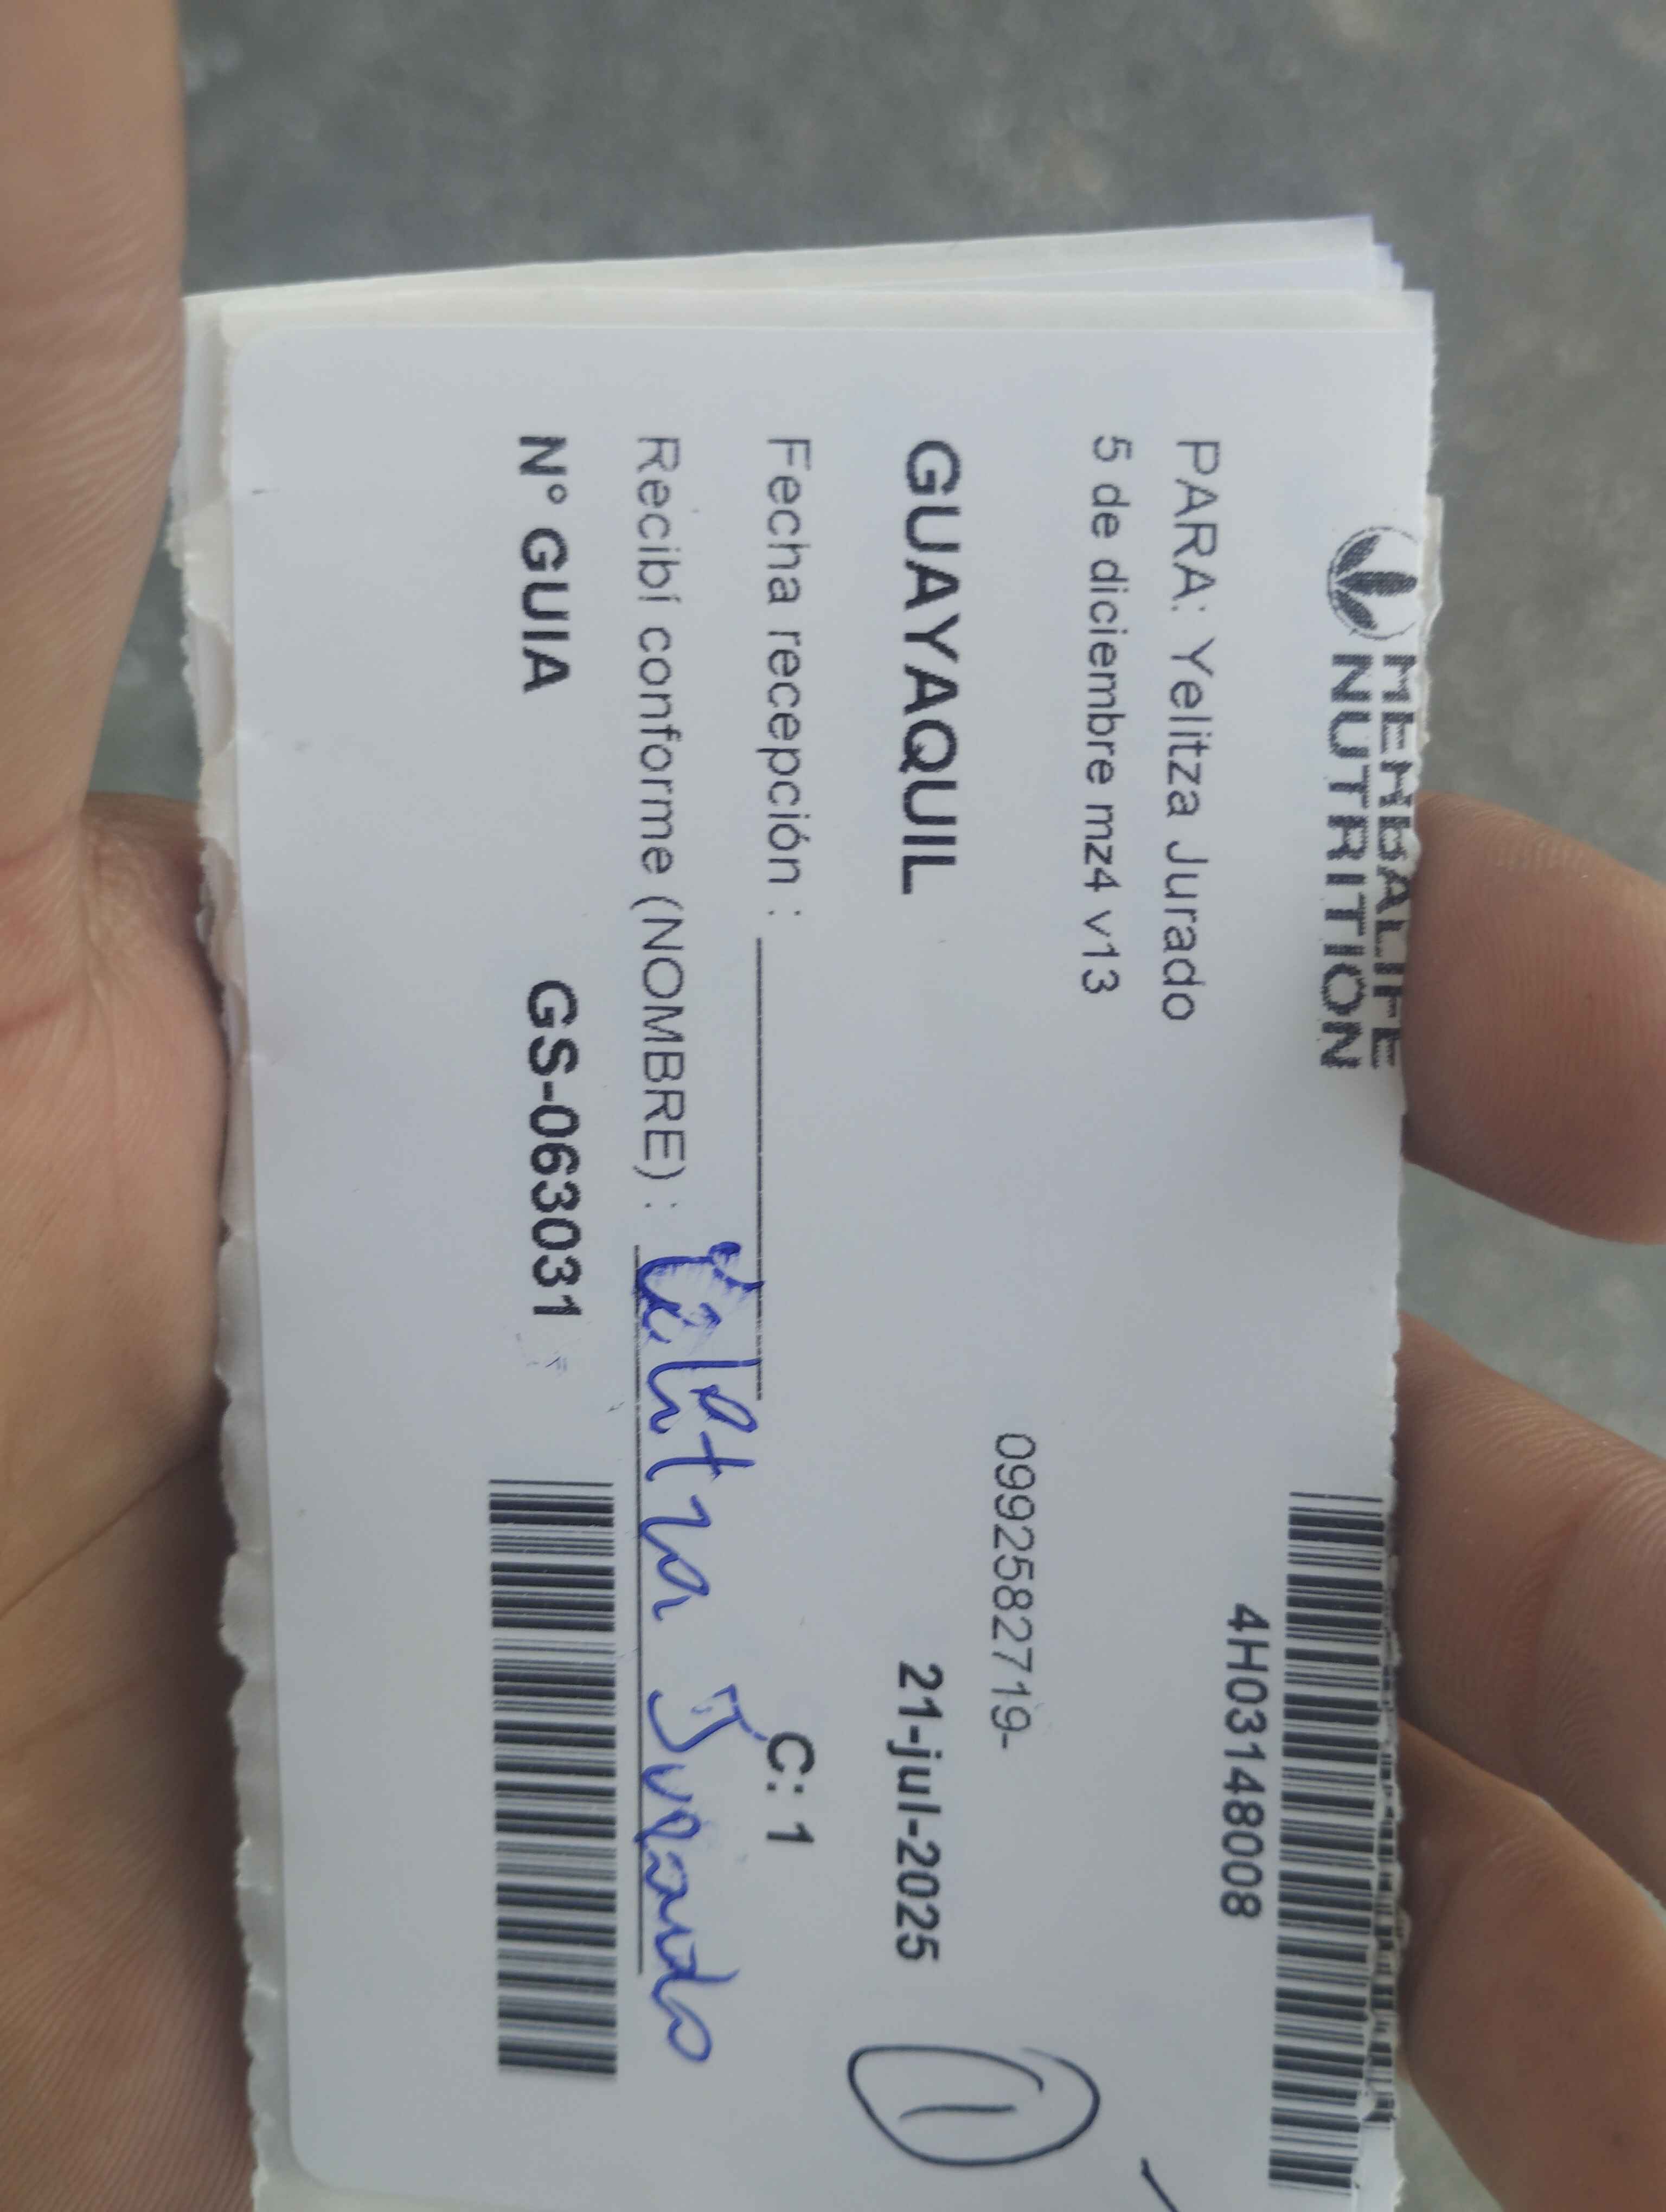 HERBALIFE
NUTRITION
4H03148008
PARA: Yelitza Jurado
5 de diciembre mz4 v13
0992582719-
GUAYAQUIL 21-jul-2025
1
Fecha recepción : C: 1
Recibí conforme (NOMBRE) : Yelitza Jurado
N° GUIA GS-063031